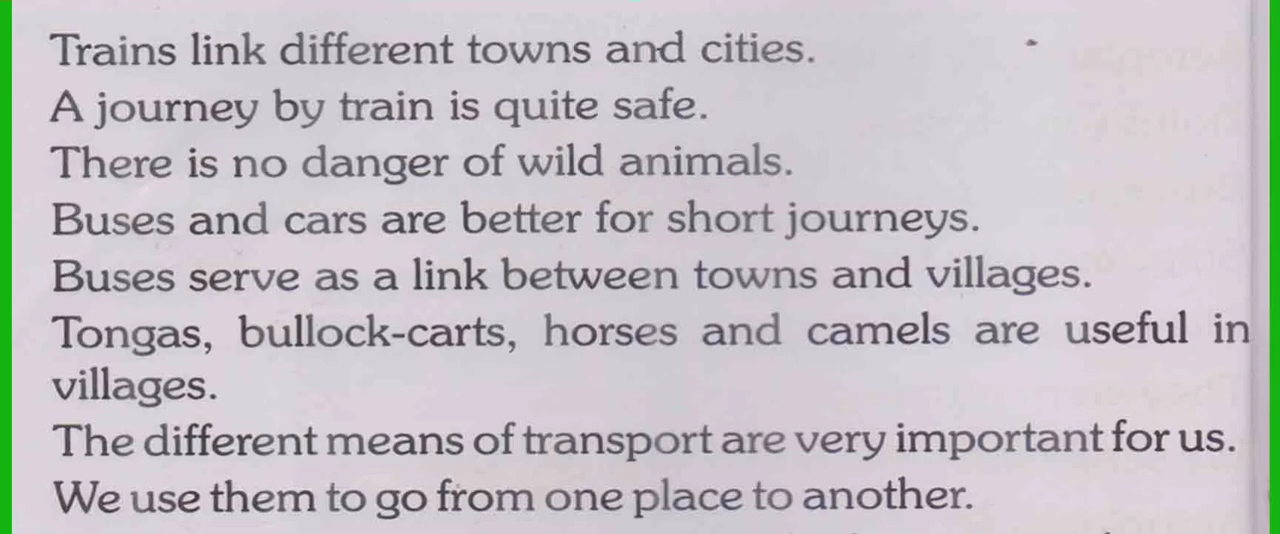 Trains link different towns and cities.
A journey by train is quite safe.
There is no danger of wild animals.
Buses and cars are better for short journeys.
Buses serve as a link between towns and villages.
Tongas, bullock-carts, horses and camels are useful in
villages.
The different means of transport are very important for us.
We use them to go from one place to another.